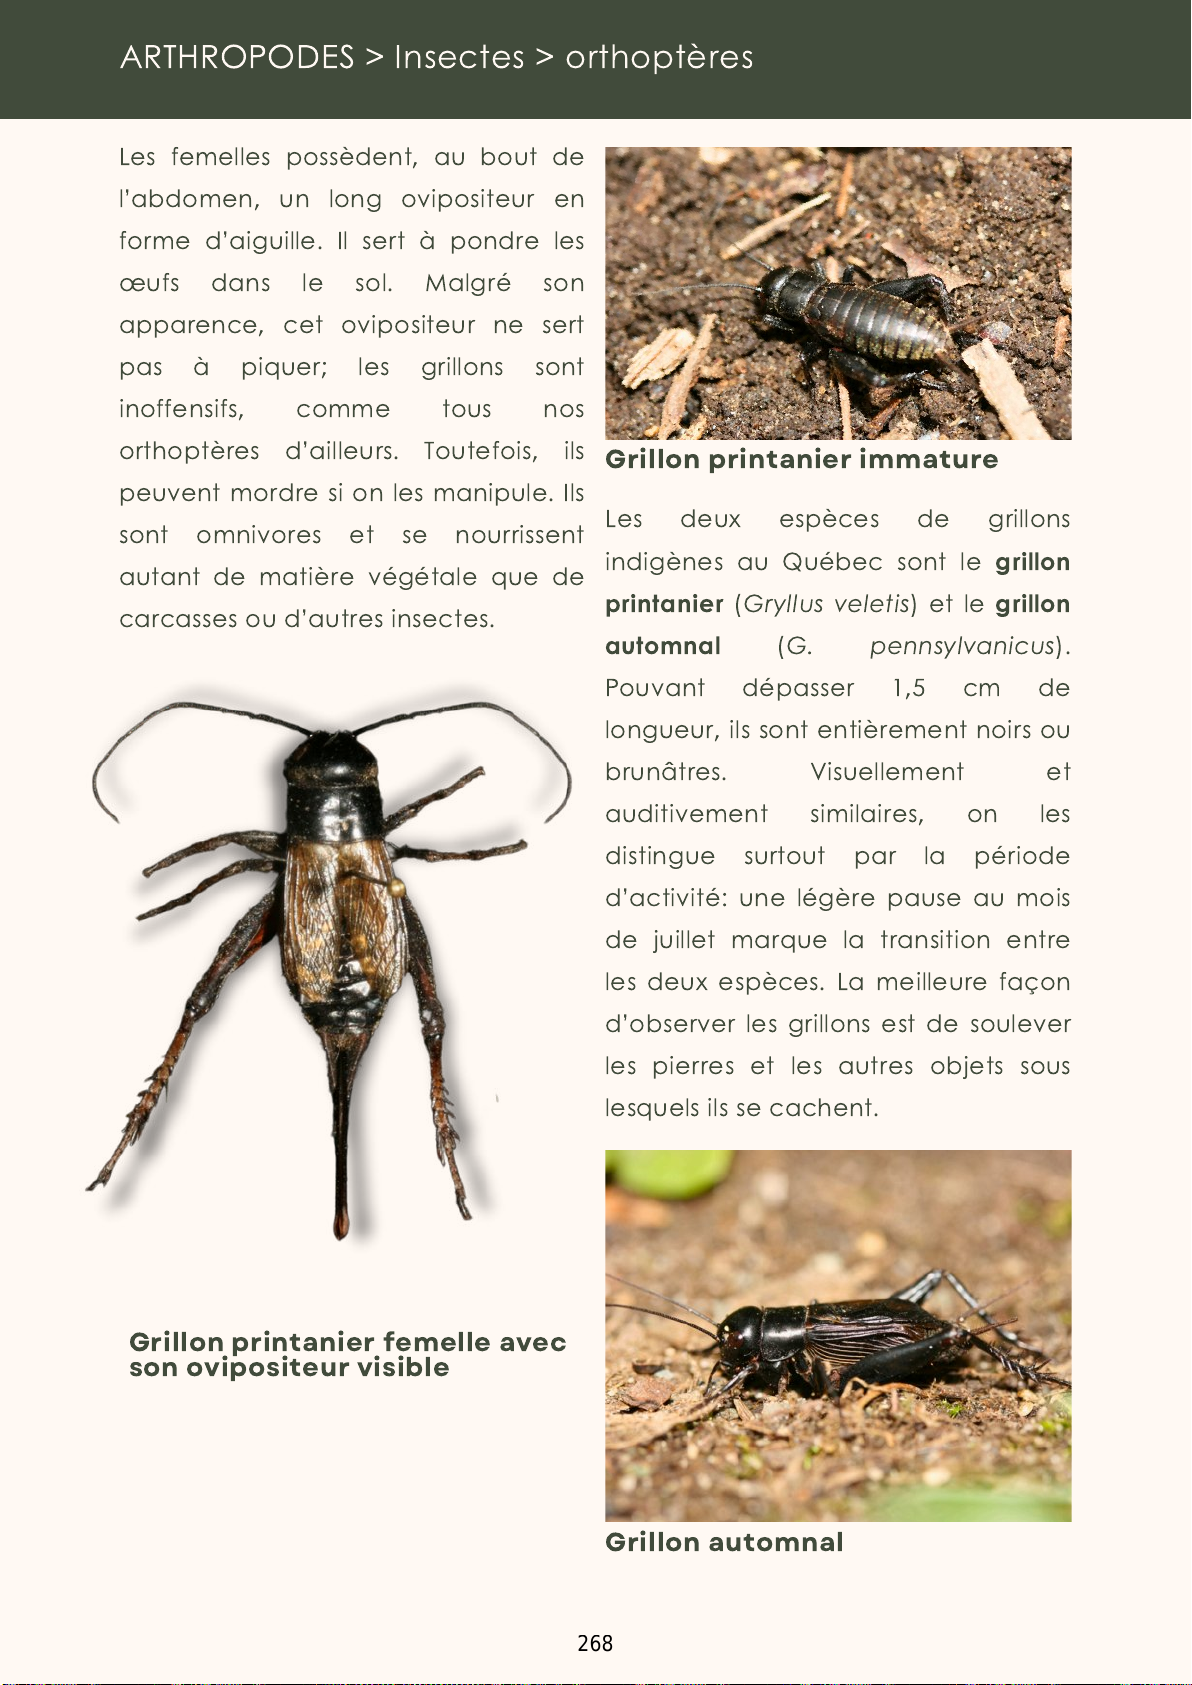 ARTHROPODES > Insectes > orthoptères
Les femelles possèdent, au bout de
l'abdomen, un long ovipositeur en
forme d'aiguille. Il sert à pondre les
œufs dans le sol. Malgré son
apparence, cet ovipositeur ne sert
pas à piquer; les grillons sont
inoffensifs, comme tous nos
orthoptères d'ailleurs. Toutefois, ils
peuvent mordre si on les manipule. Ils
sont omnivores et se nourrissent
autant de matière végétale que de
carcasses ou d'autres insectes.
Grillon printanier femelle avec
son ovipositeur visible
Grillon printanier immature
Les deux espèces de grillons
indigènes au Québec sont le grillon
printanier (Gryllus veletis) et le grillon
automnal (G. pennsylvanicus).
Pouvant dépasser 1,5 cm de
longueur, ils sont entièrement noirs ou
brunâtres. Visuellement et
auditivement similaires, on les
distingue surtout par la période
d'activité: une légère pause au mois
de juillet marque la transition entre
les deux espèces. La meilleure façon
d'observer les grillons est de soulever
les pierres et les autres objets sous
lesquels ils se cachent.
Grillon automnal
268